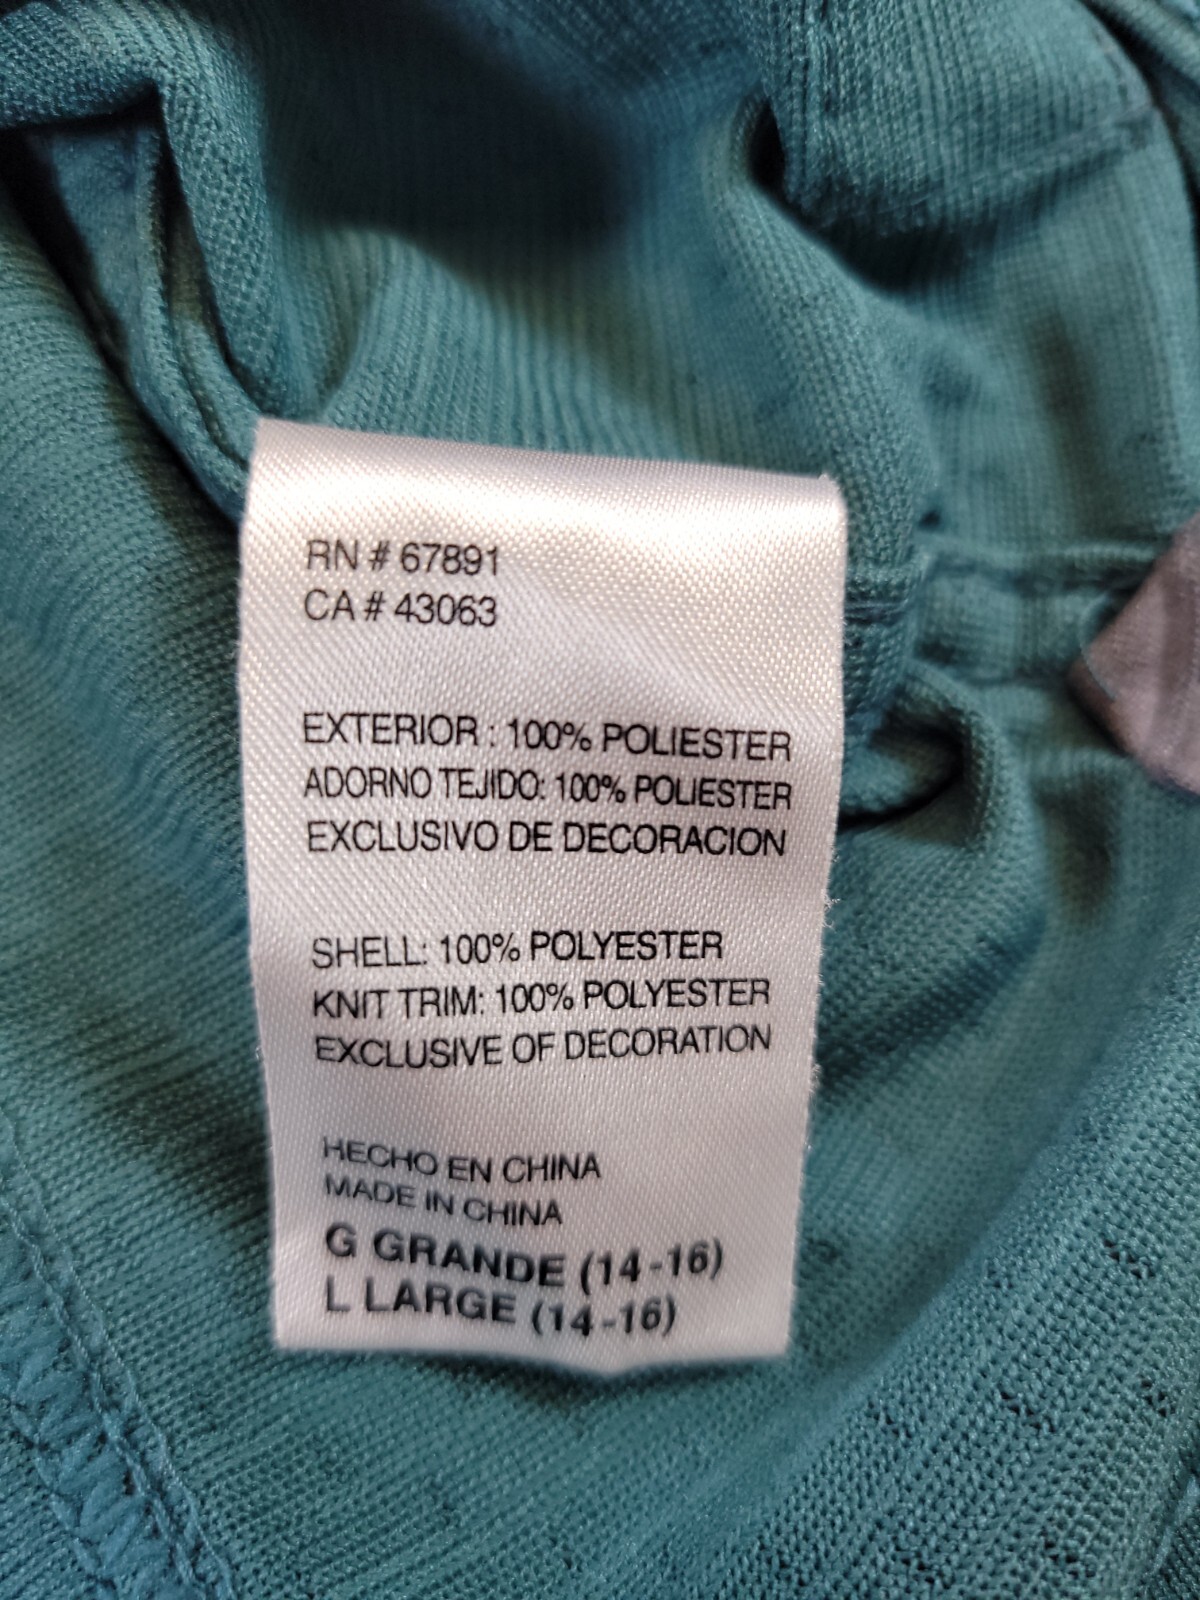 RN # 67891
CA # 43063
EXTERIOR : 100% POLIESTER
ADORNO TEJIDO: 100% POLIESTER
EXCLUSIVO DE DECORACION
SHELL: 100% POLYESTER
KNIT TRIM: 100% POLYESTER
EXCLUSIVE OF DECORATION
HECHO EN CHINA
MADE IN CHINA
G GRANDE (14-16)
L LARGE (14-16)